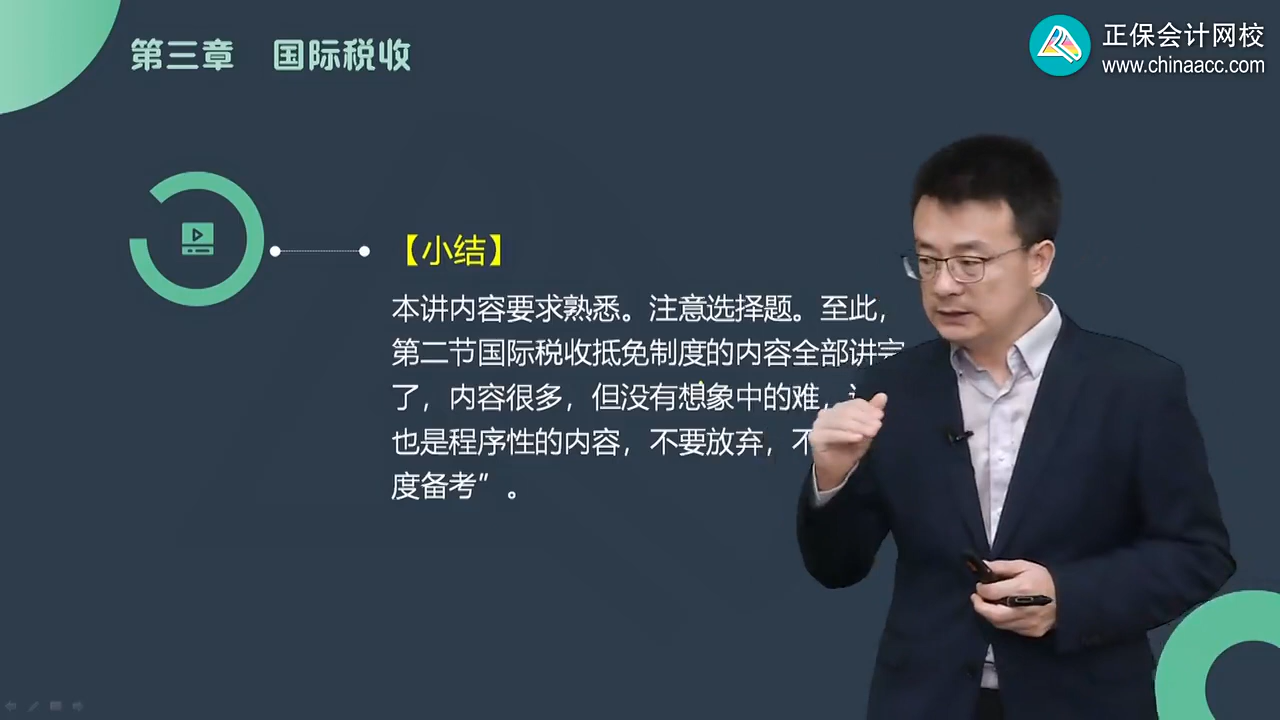 第三章 国际税收
正保会计网校
www.chinaacc.com
【小结】
本讲内容要求熟悉。注意选择题。至此，
第二节国际税收抵免制度的内容全部讲完
了，内容很多，但没有想象中的难，
也是程序性的内容，不要放弃，不
度备考”。